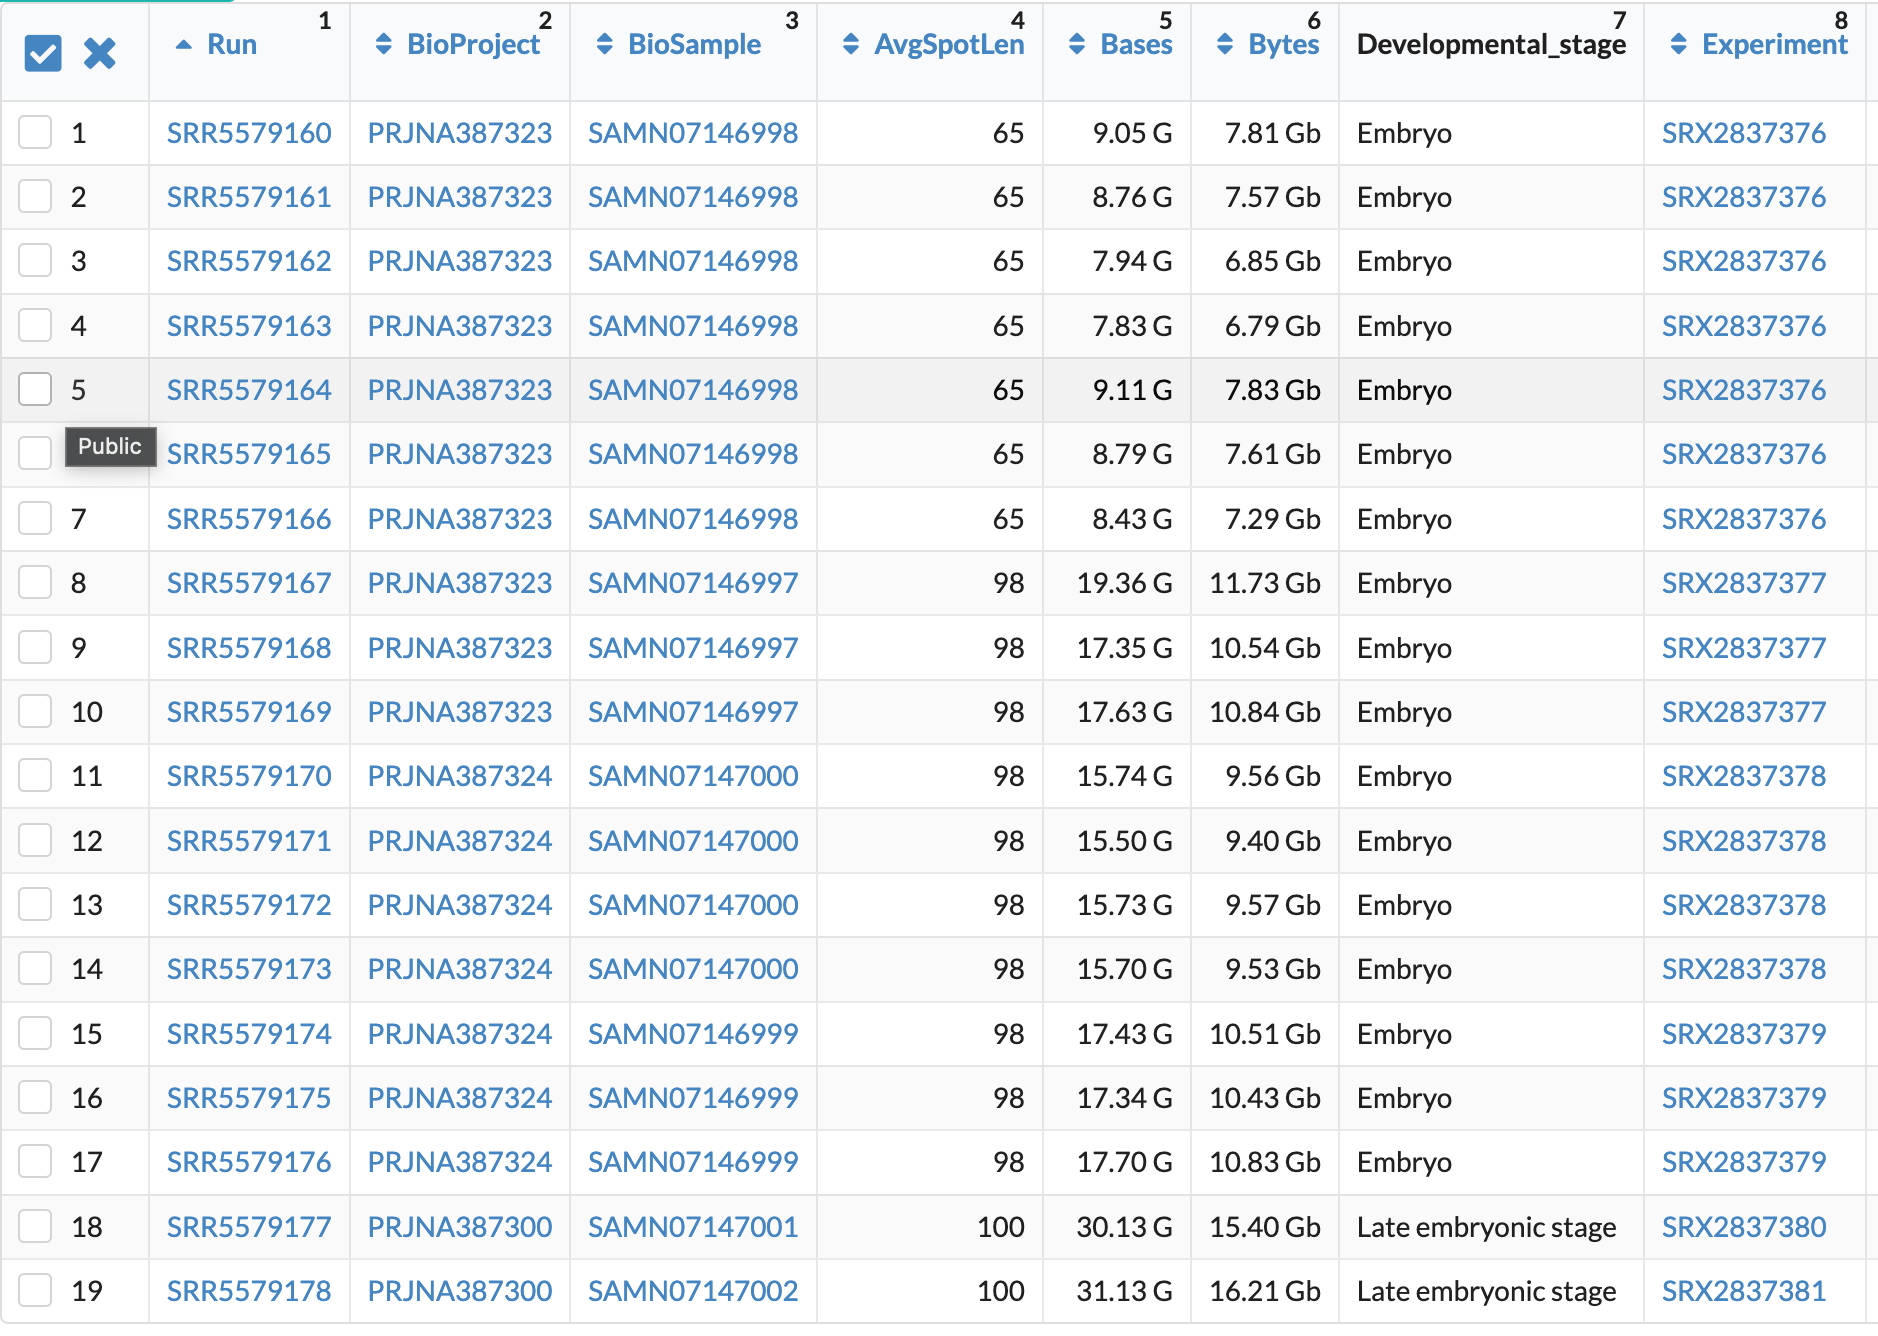 1 2 3 4 5 6 7 8
Run BioProject BioSample AvgSpotLen Bases Bytes Developmental_stage Experiment
1 SRR5579160 PRJNA387323 SAMN07146998 65 9.05 G 7.81 Gb Embryo SRX2837376
2 SRR5579161 PRJNA387323 SAMN07146998 65 8.76 G 7.57 Gb Embryo SRX2837376
3 SRR5579162 PRJNA387323 SAMN07146998 65 7.94 G 6.85 Gb Embryo SRX2837376
4 SRR5579163 PRJNA387323 SAMN07146998 65 7.83 G 6.79 Gb Embryo SRX2837376
5 SRR5579164 PRJNA387323 SAMN07146998 65 9.11 G 7.83 Gb Embryo SRX2837376
Public SRR5579165 PRJNA387323 SAMN07146998 65 8.79 G 7.61 Gb Embryo SRX2837376
7 SRR5579166 PRJNA387323 SAMN07146998 65 8.43 G 7.29 Gb Embryo SRX2837376
8 SRR5579167 PRJNA387323 SAMN07146997 98 19.36 G 11.73 Gb Embryo SRX2837377
9 SRR5579168 PRJNA387323 SAMN07146997 98 17.35 G 10.54 Gb Embryo SRX2837377
10 SRR5579169 PRJNA387323 SAMN07146997 98 17.63 G 10.84 Gb Embryo SRX2837377
11 SRR5579170 PRJNA387324 SAMN07147000 98 15.74 G 9.56 Gb Embryo SRX2837378
12 SRR5579171 PRJNA387324 SAMN07147000 98 15.50 G 9.40 Gb Embryo SRX2837378
13 SRR5579172 PRJNA387324 SAMN07147000 98 15.73 G 9.57 Gb Embryo SRX2837378
14 SRR5579173 PRJNA387324 SAMN07147000 98 15.70 G 9.53 Gb Embryo SRX2837378
15 SRR5579174 PRJNA387324 SAMN07146999 98 17.43 G 10.51 Gb Embryo SRX2837379
16 SRR5579175 PRJNA387324 SAMN07146999 98 17.34 G 10.43 Gb Embryo SRX2837379
17 SRR5579176 PRJNA387324 SAMN07146999 98 17.70 G 10.83 Gb Embryo SRX2837379
18 SRR5579177 PRJNA387300 SAMN07147001 100 30.13 G 15.40 Gb Late embryonic stage SRX2837380
19 SRR5579178 PRJNA387300 SAMN07147002 100 31.13 G 16.21 Gb Late embryonic stage SRX2837381